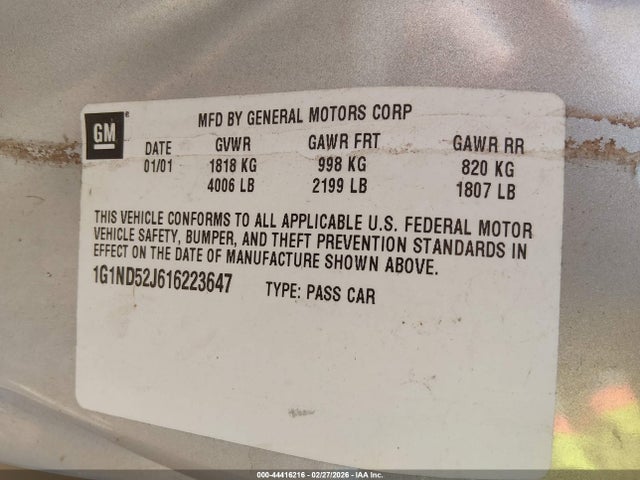 GM
MFD BY GENERAL MOTORS CORP
DATE GVWR GAWR FRT GAWR RR
01/01 1818 KG 998 KG 820 KG
4006 LB 2199 LB 1807 LB
THIS VEHICLE CONFORMS TO ALL APPLICABLE U.S. FEDERAL MOTOR
VEHICLE SAFETY, BUMPER, AND THEFT PREVENTION STANDARDS IN
EFFECT ON THE DATE OF MANUFACTURE SHOWN ABOVE.
1G1ND52J616223647 TYPE: PASS CAR
000-44416216 - 02/27/2026 - IAA Inc.